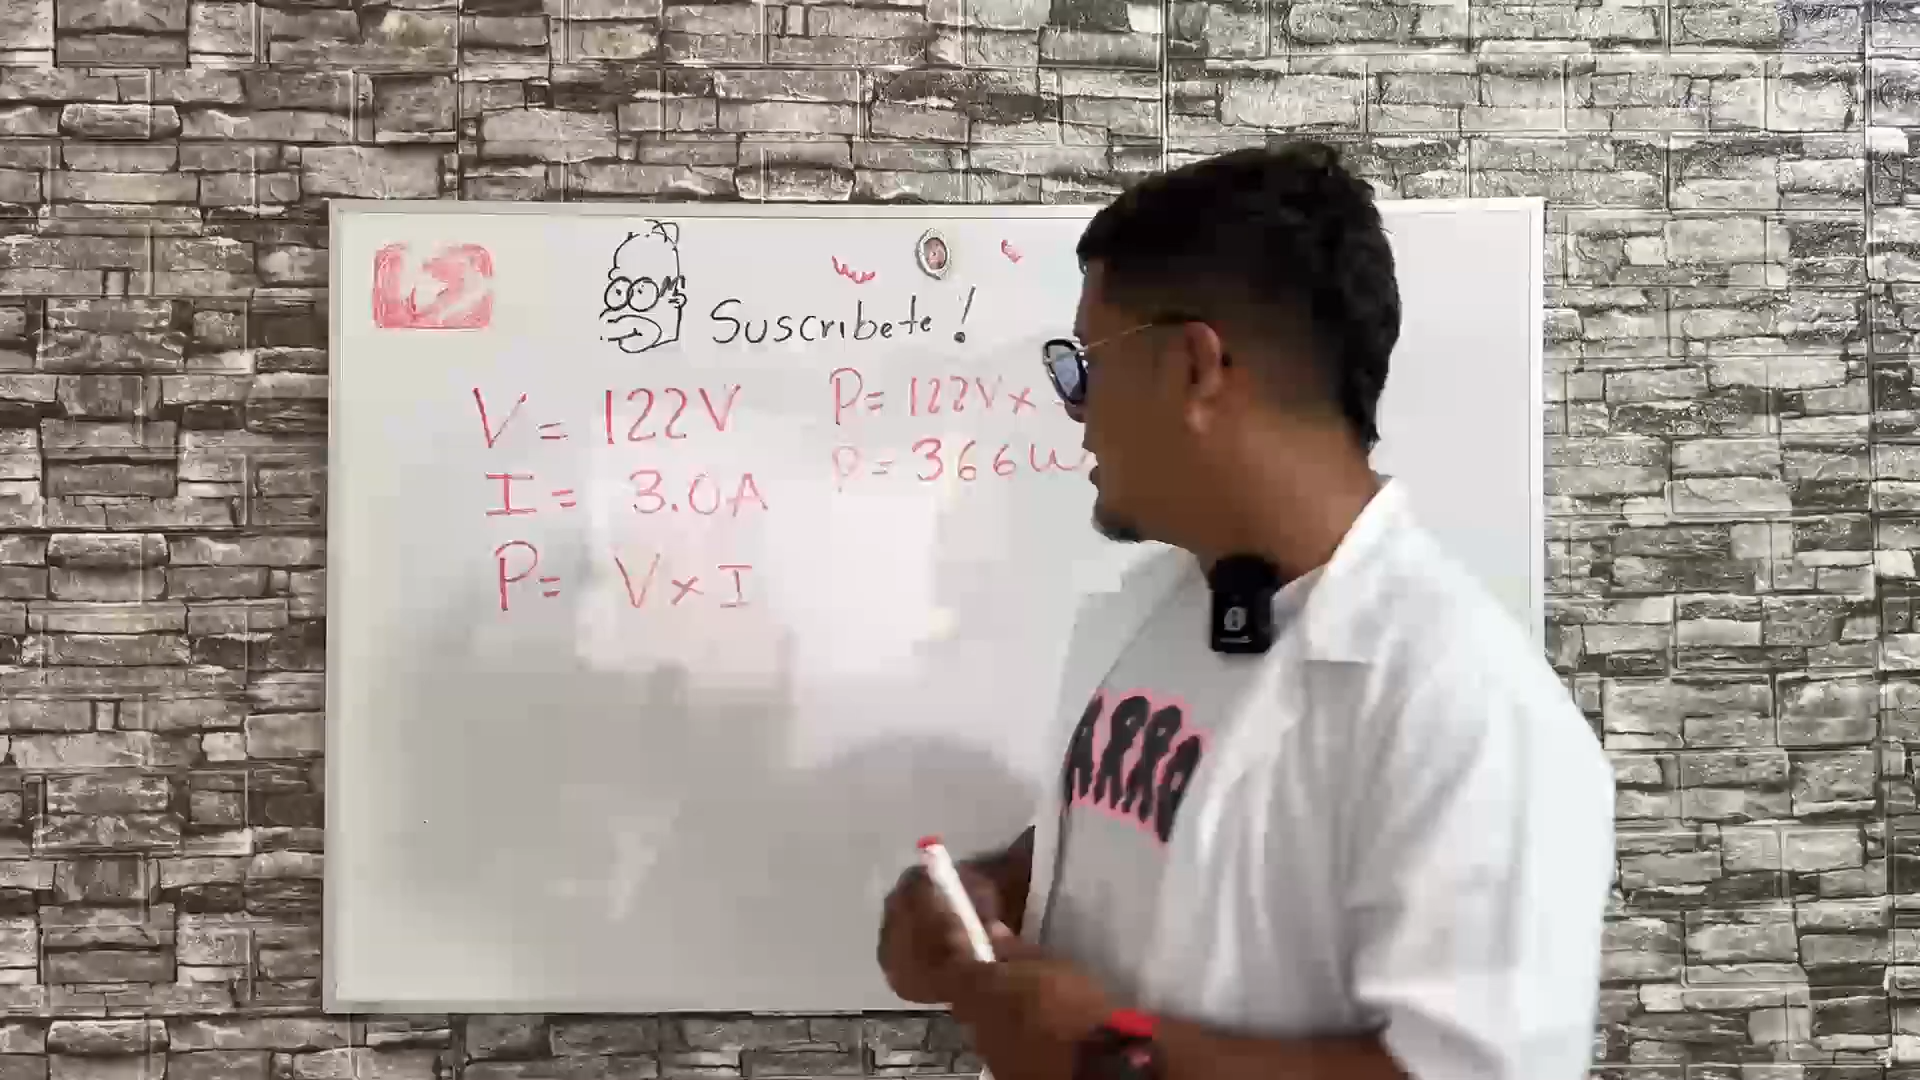 Suscribete!
V = 122V
I = 3.0A
P = V x I
P = 122V x
P = 366W